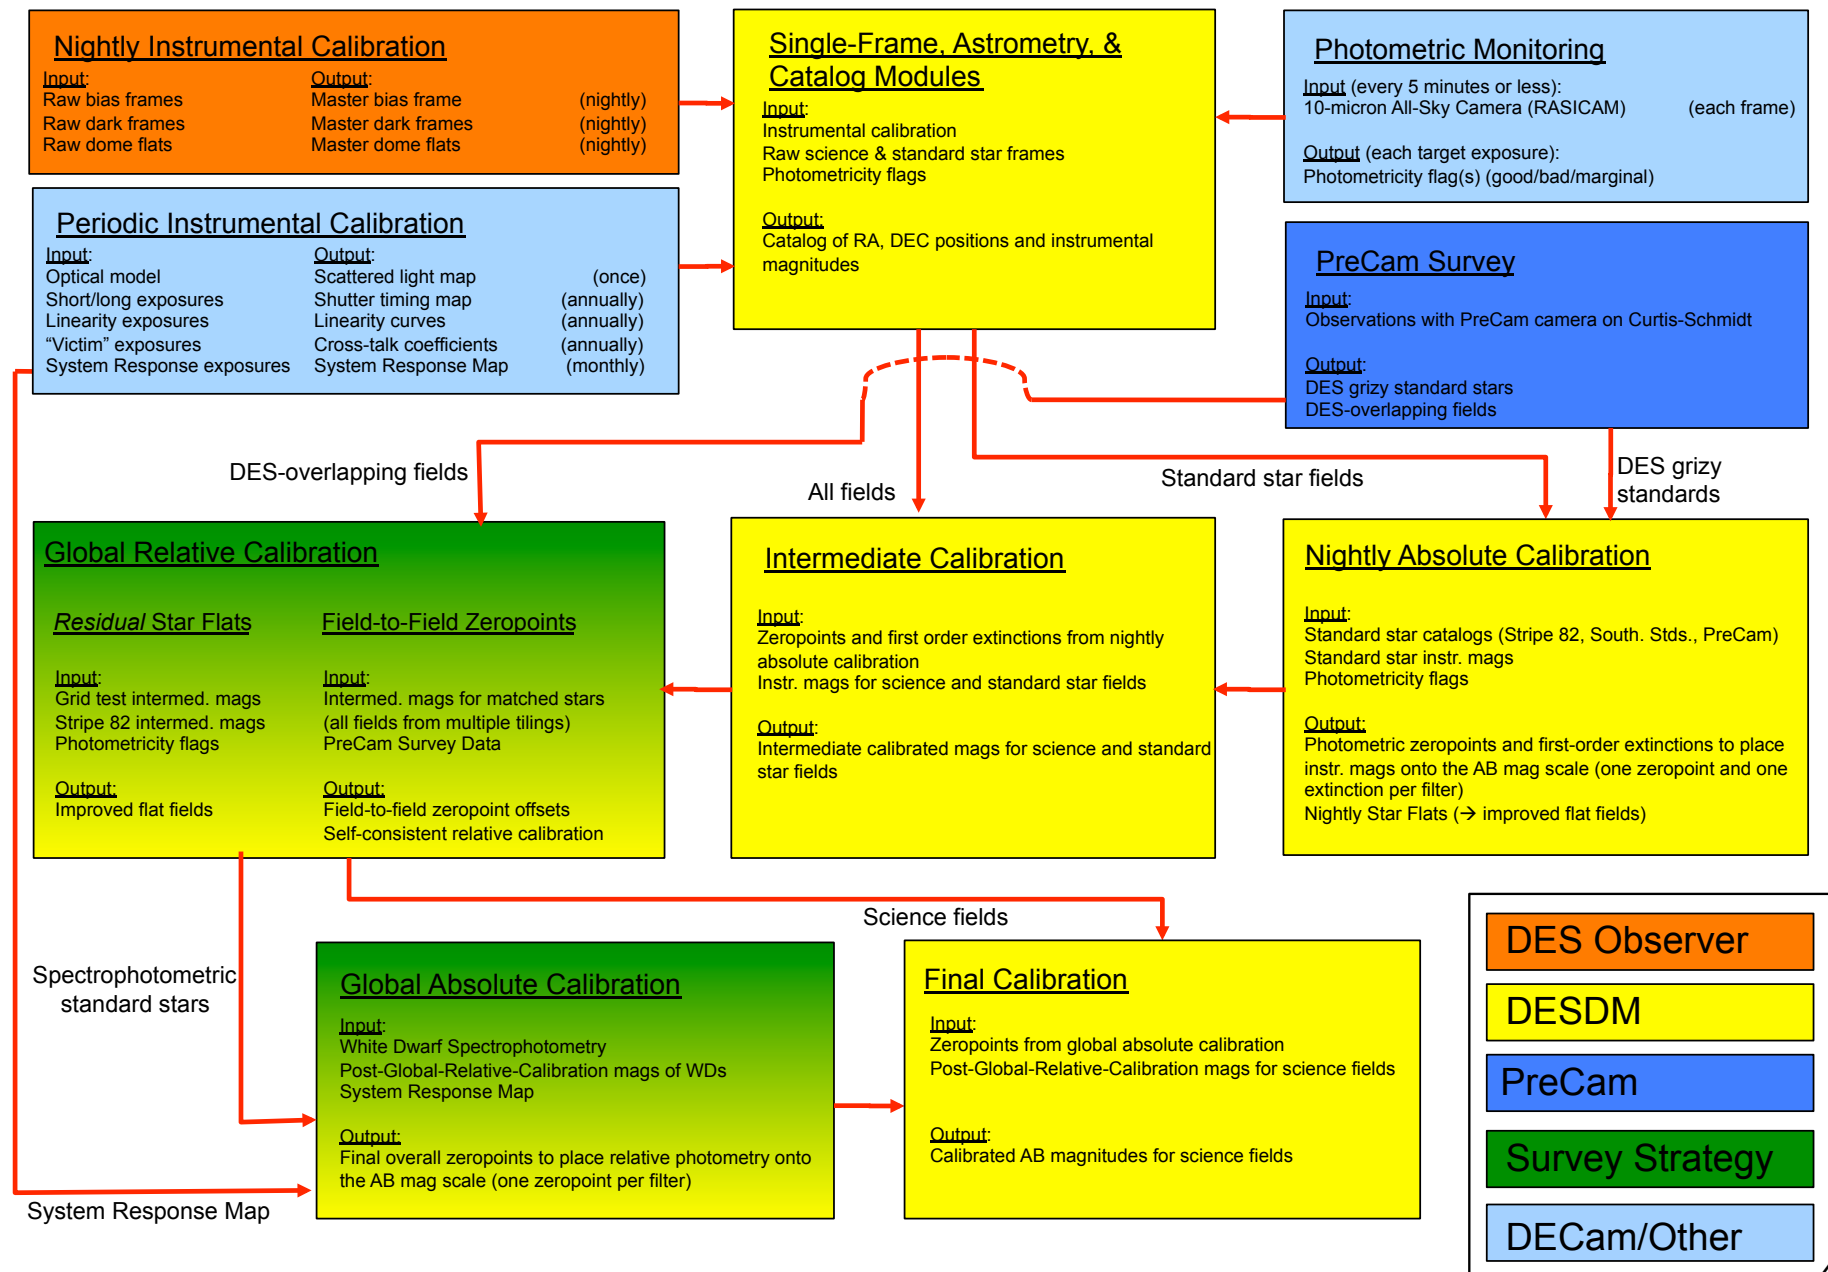 Nightly Instrumental Calibration
Input: Output:
Raw bias frames Master bias frame (nightly)
Raw dark frames Master dark frames (nightly)
Raw dome flats Master dome flats (nightly)
Single-Frame, Astrometry, &
Catalog Modules
Input:
Instrumental calibration
Raw science & standard star frames
Photometricity flags
Output:
Catalog of RA, DEC positions and instrumental
magnitudes
Photometric Monitoring
Input (every 5 minutes or less):
10-micron All-Sky Camera (RASICAM) (each frame)
Output (each target exposure):
Photometricity flag(s) (good/bad/marginal)
Periodic Instrumental Calibration
Input: Output:
Optical model Scattered light map (once)
Short/long exposures Shutter timing map (annually)
Linearity exposures Linearity curves (annually)
“Victim” exposures Cross-talk coefficients (annually)
System Response exposures System Response Map (monthly)
PreCam Survey
Input:
Observations with PreCam camera on Curtis-Schmidt
Output:
DES grizy standard stars
DES-overlapping fields
DES-overlapping fields
All fields
Standard star fields
DES grizy
standards
Global Relative Calibration
Residual Star Flats
Input:
Grid test intermed. mags
Stripe 82 intermed. mags
Photometricity flags
Output:
Improved flat fields
Field-to-Field Zeropoints
Input:
Intermed. mags for matched stars
(all fields from multiple tilings)
PreCam Survey Data
Output:
Field-to-field zeropoint offsets
Self-consistent relative calibration
Intermediate Calibration
Input:
Zeropoints and first order extinctions from nightly
absolute calibration
Instr. mags for science and standard star fields
Output:
Intermediate calibrated mags for science and standard
star fields
Nightly Absolute Calibration
Input:
Standard star catalogs (Stripe 82, South. Stds., PreCam)
Standard star instr. mags
Photometricity flags
Output:
Photometric zeropoints and first-order extinctions to place
instr. mags onto the AB mag scale (one zeropoint and one
extinction per filter)
Nightly Star Flats (→ improved flat fields)
Science fields
Spectrophotometric
standard stars
System Response Map
Global Absolute Calibration
Input:
White Dwarf Spectrophotometry
Post-Global-Relative-Calibration mags of WDs
System Response Map
Output:
Final overall zeropoints to place relative photometry onto
the AB mag scale (one zeropoint per filter)
Final Calibration
Input:
Zeropoints from global absolute calibration
Post-Global-Relative-Calibration mags for science fields
Output:
Calibrated AB magnitudes for science fields
DES Observer
DESDM
PreCam
Survey Strategy
DECam/Other